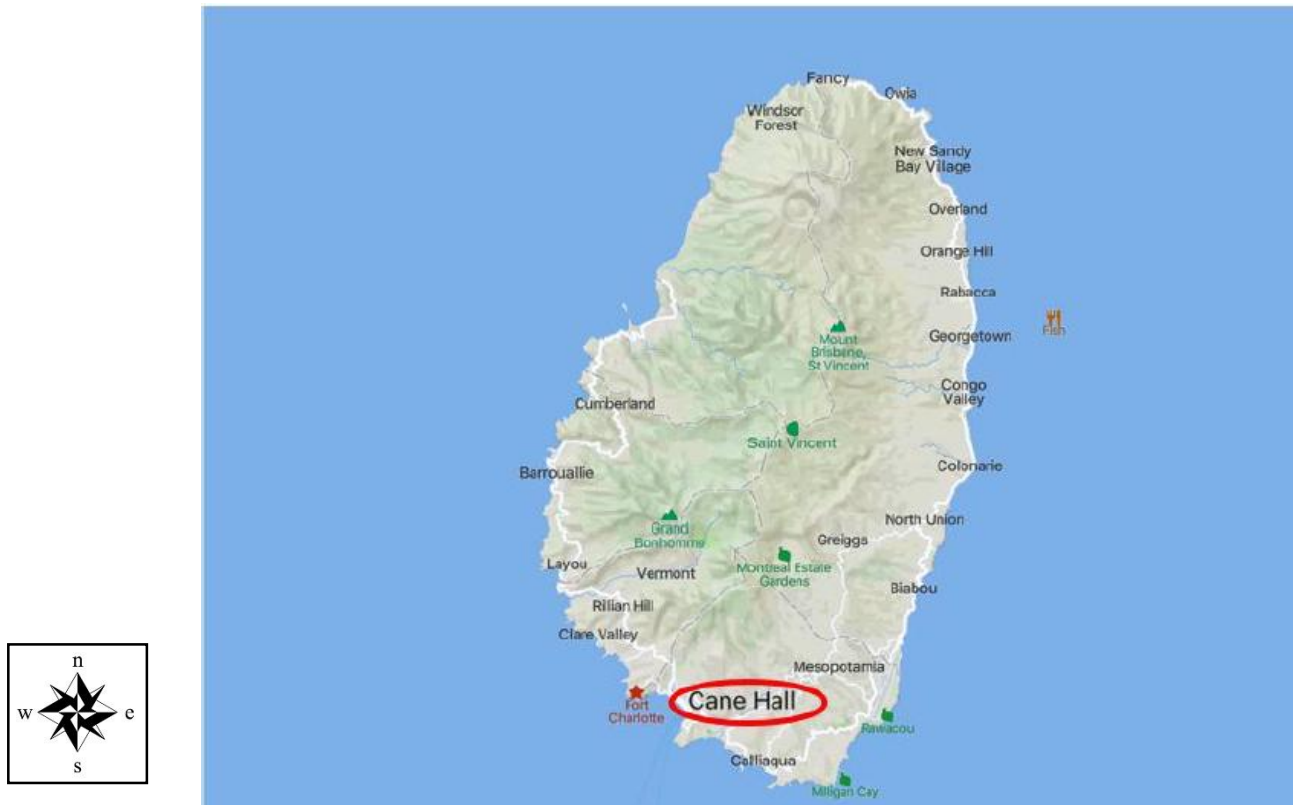 Fancy
Owia
Windsor
Forest
New Sandy
Bay Village
Overland
Orange Hill
Rabacca
Fish
Mount
Brisbane,
St Vincent
Georgetown
Congo
Valley
Cumberland
Saint Vincent
Colonarie
Barrouallie
North Union
Grand
Bonhomme
Greiggs
Layou
Vermont
Montreal Estate
Gardens
Biabou
Rillian Hill
Clare Valley
Mesopotamia
Fort
Charlotte
Cane Hall
Rawacou
Calliaqua
Milligan Cay
n
w e
s